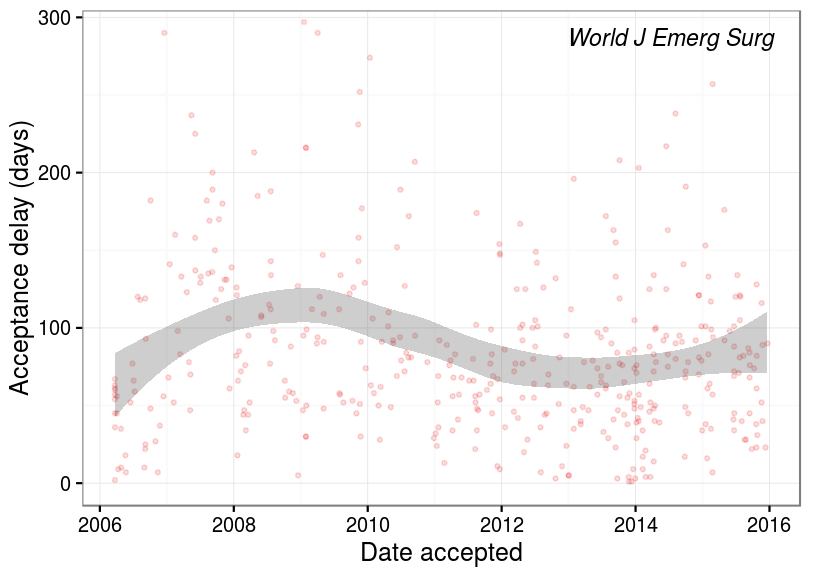 World J Emerg Surg
Acceptance delay (days)
300
200
100
0
2006 2008 2010 2012 2014 2016
Date accepted